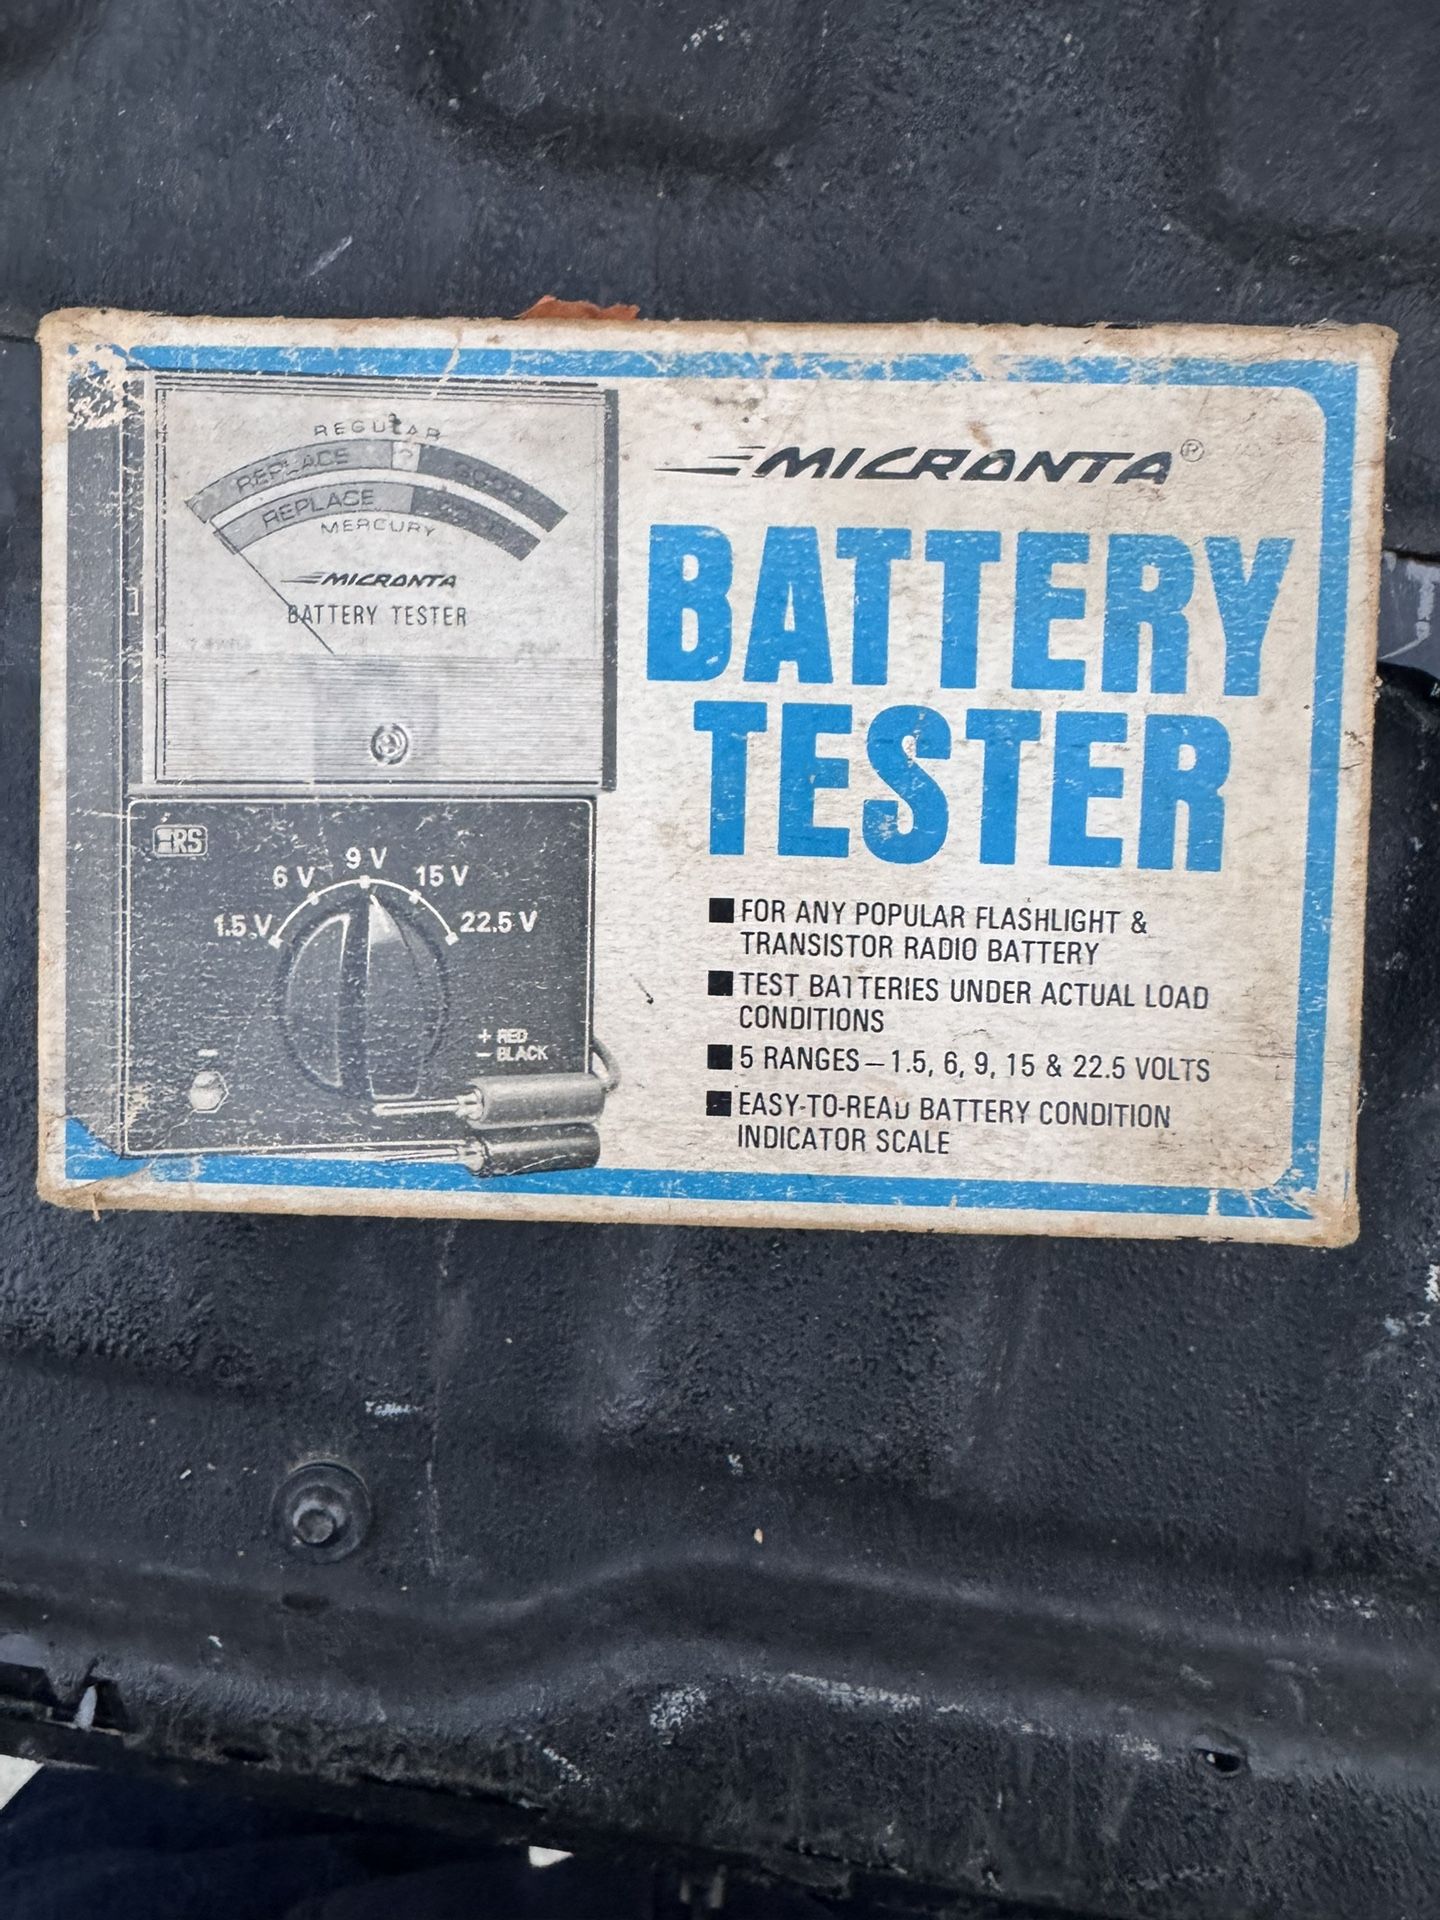 REGULAR
REPLACE ? GOOD
REPLACE
MERCURY
MICRONTA
BATTERY TESTER
RS
1.5 V
6 V
9 V
15 V
22.5 V
+ RED
− BLACK
−
MICRONTA®
BATTERY
TESTER
■ FOR ANY POPULAR FLASHLIGHT &
TRANSISTOR RADIO BATTERY
■ TEST BATTERIES UNDER ACTUAL LOAD
CONDITIONS
■ 5 RANGES – 1.5, 6, 9, 15 & 22.5 VOLTS
■ EASY-TO-READ BATTERY CONDITION
INDICATOR SCALE